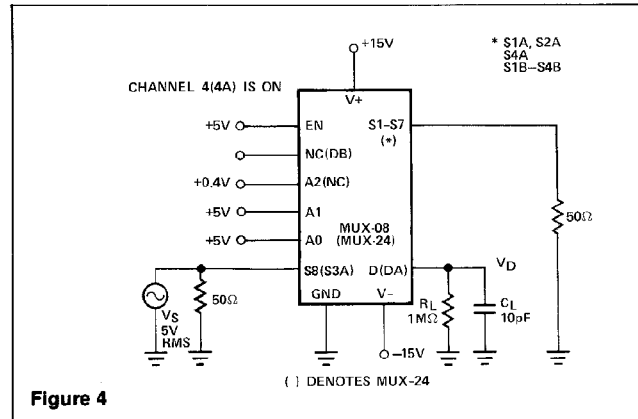 +15V
* S1A, S2A
S4A
S1B–S4B
CHANNEL 4(4A) IS ON
V+
+5V
EN
S1–S7
(*)
NC(DB)
+0.4V
A2(NC)
+5V
A1
50Ω
MUX-08
(MUX-24)
+5V
A0
S8(S3A)
D(DA)
VD
GND
V–
50Ω
VS
5V
RMS
RL
1MΩ
CL
10pF
–15V
( ) DENOTES MUX-24
Figure 4